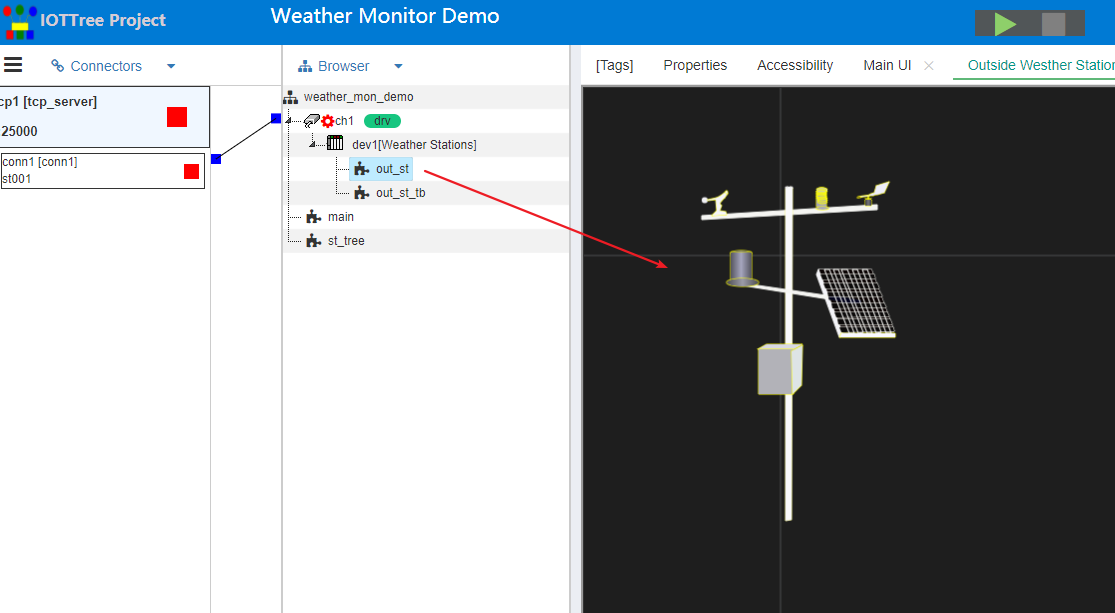 IOTTree Project
Weather Monitor Demo
Connectors
Browser
[Tags]
Properties
Accessibility
Main UI
Outside Westher Station
cp1 [tcp_server]
25000
conn1 [conn1]
st001
weather_mon_demo
ch1
drv
dev1[Weather Stations]
out_st
out_st_tb
main
st_tree